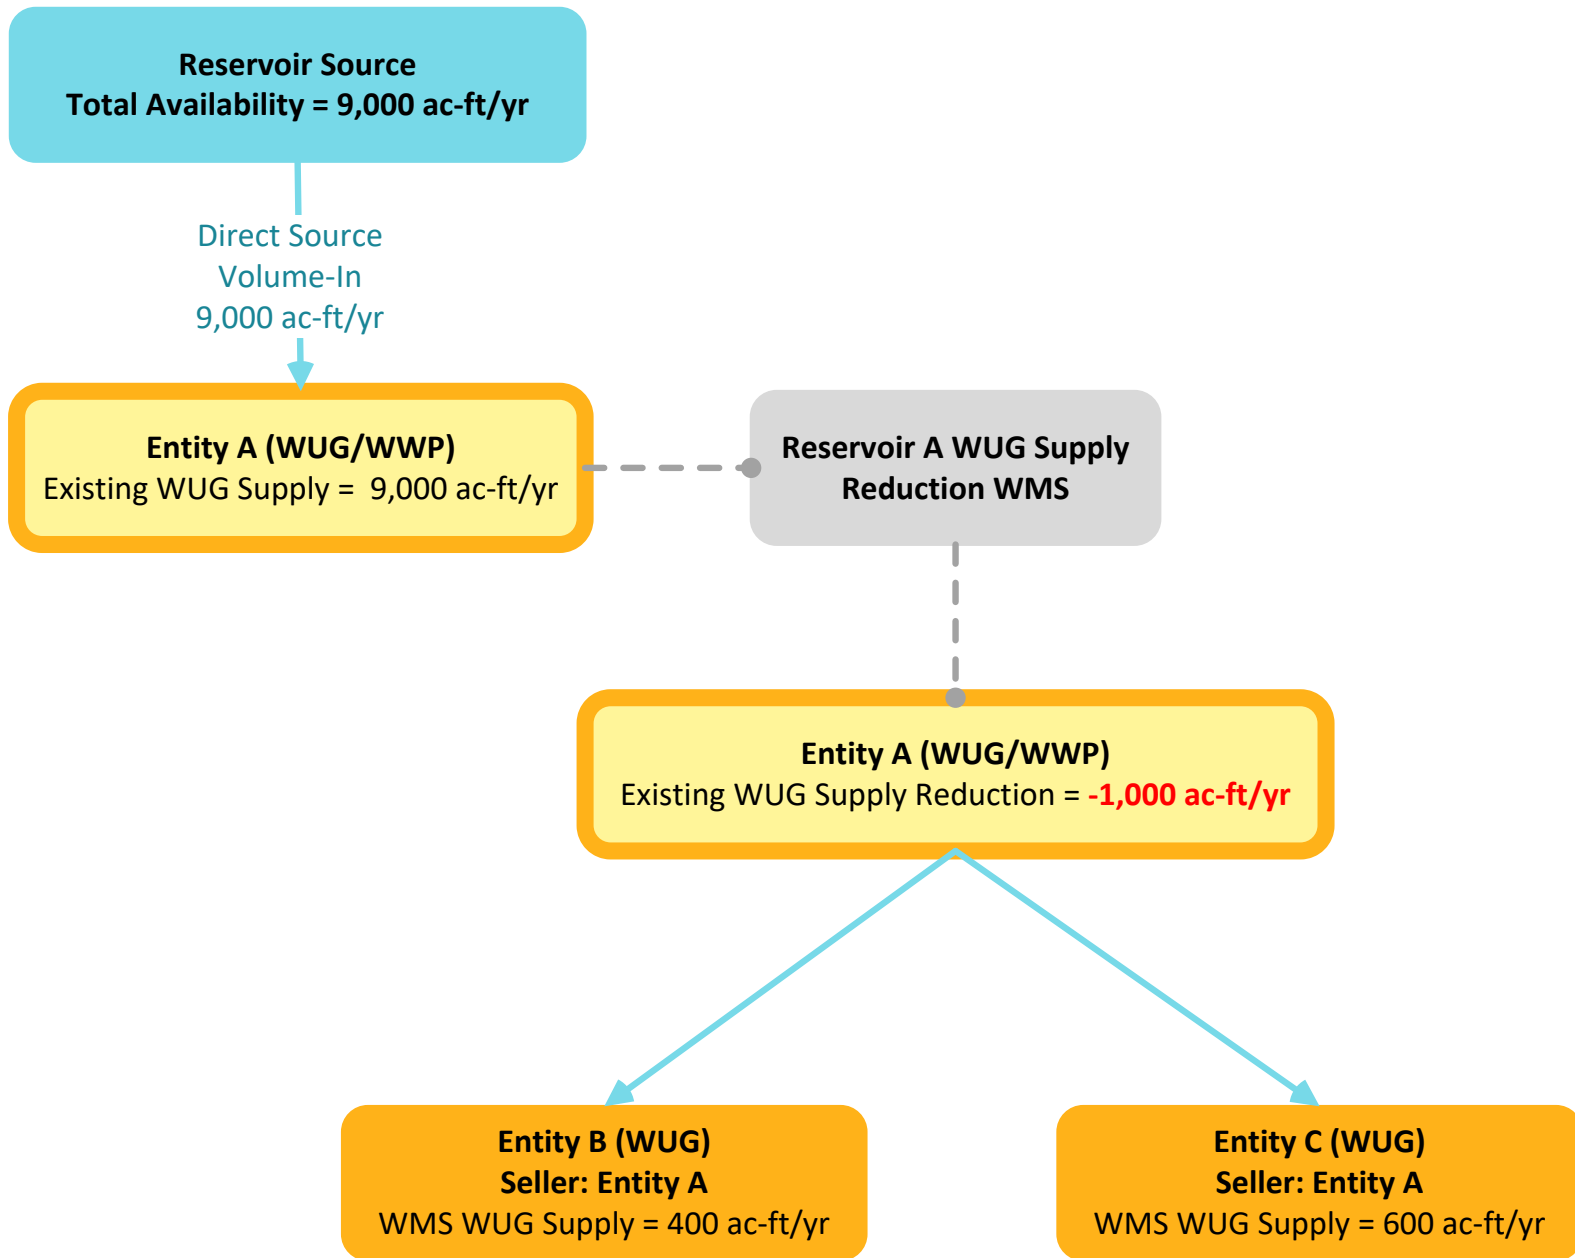 Reservoir Source
Total Availability = 9,000 ac-ft/yr
Direct Source
Volume-In
9,000 ac-ft/yr
Entity A (WUG/WWP)
Existing WUG Supply = 9,000 ac-ft/yr
Reservoir A WUG Supply
Reduction WMS
Entity A (WUG/WWP)
Existing WUG Supply Reduction = -1,000 ac-ft/yr
Entity B (WUG)
Seller: Entity A
WMS WUG Supply = 400 ac-ft/yr
Entity C (WUG)
Seller: Entity A
WMS WUG Supply = 600 ac-ft/yr